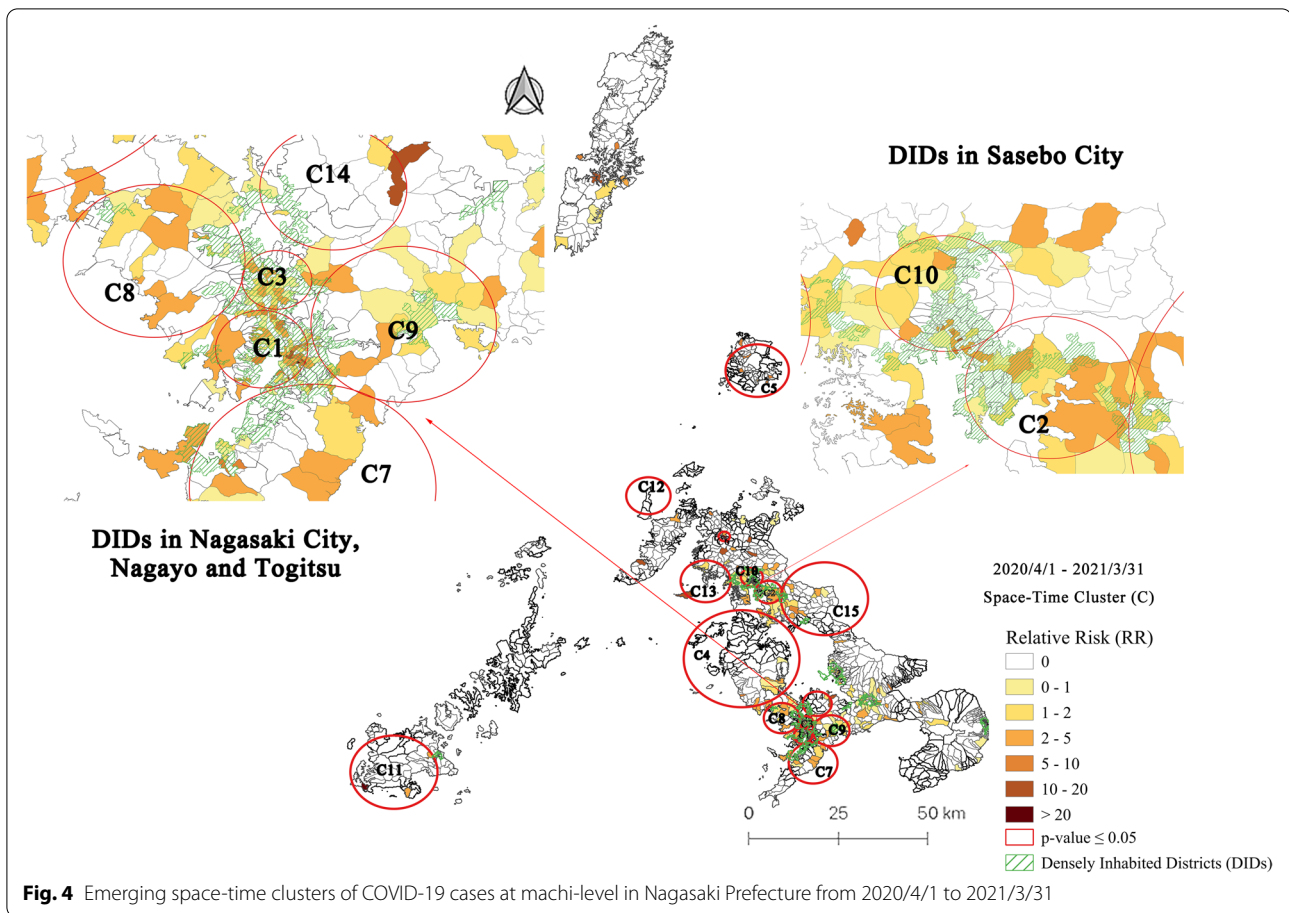 DIDs in Sasebo City
C14
C10
C3
C8
C9
C1
C2
C5
C7
C12
DIDs in Nagasaki City,
Nagayo and Togitsu
C10
C13
C2
C15
2020/4/1 - 2021/3/31
Space-Time Cluster (C)
C4
Relative Risk (RR)
0
0 - 1
C14
1 - 2
C8
C3
C9
2 - 5
C7
C11
5 - 10
10 - 20
0 25 50 km
> 20
p-value ≤ 0.05
Densely Inhabited Districts (DIDs)
Fig. 4 Emerging space-time clusters of COVID-19 cases at machi-level in Nagasaki Prefecture from 2020/4/1 to 2021/3/31